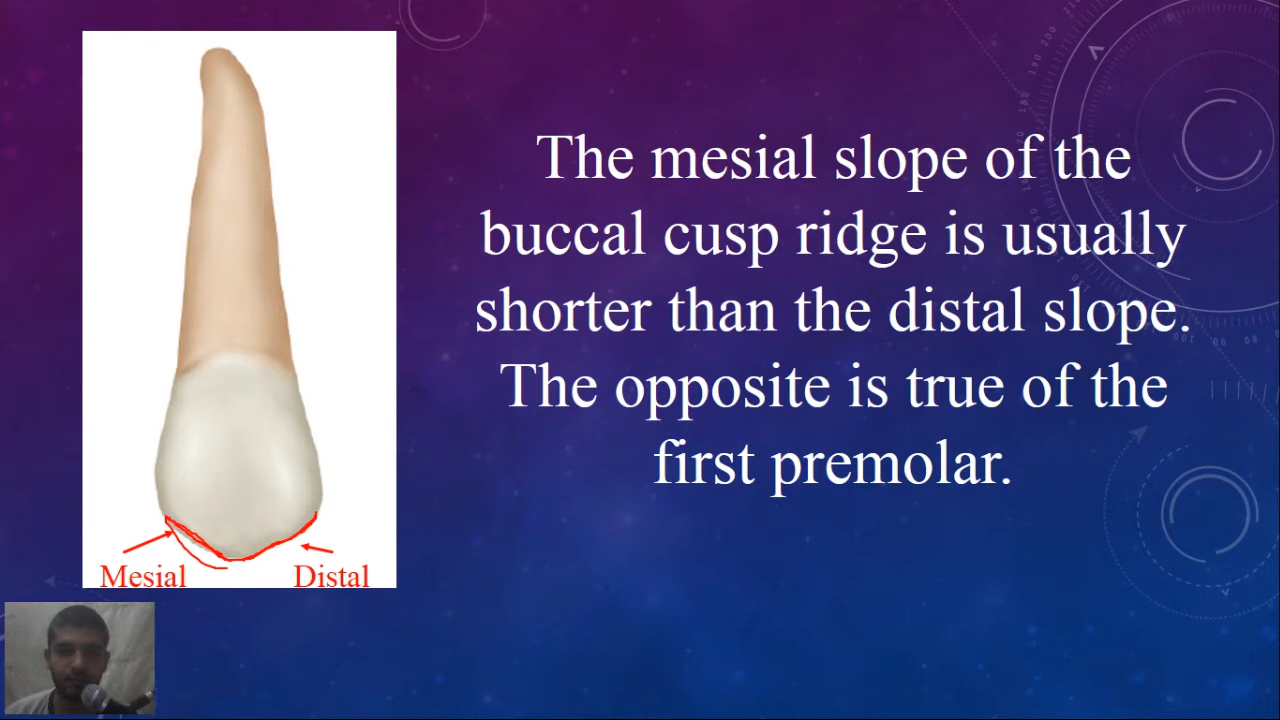 The mesial slope of the
buccal cusp ridge is usually
shorter than the distal slope.
The opposite is true of the
first premolar.
Mesial
Distal